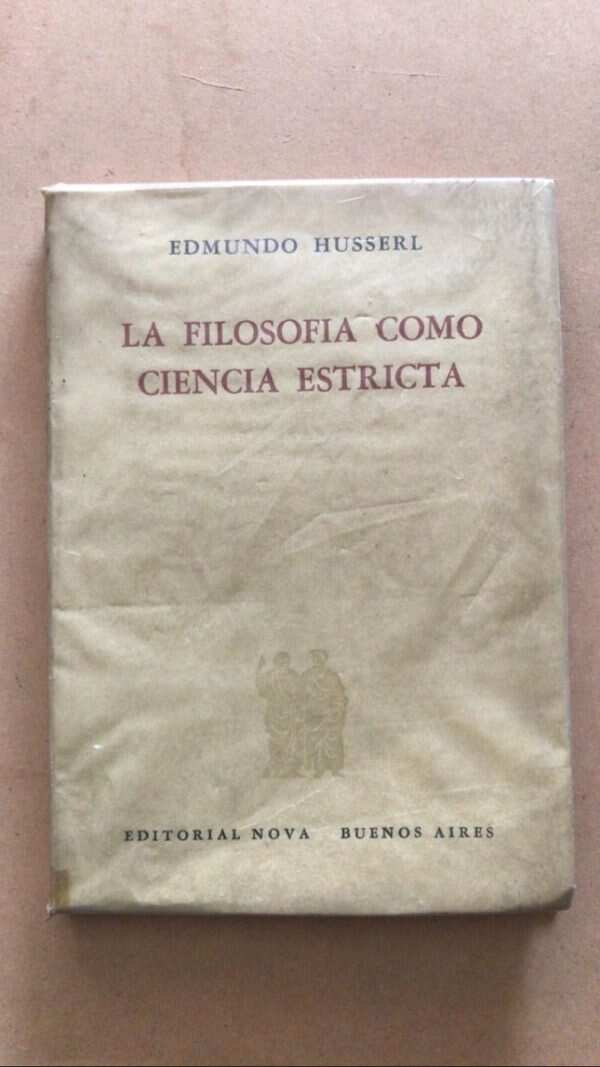 EDMUNDO HUSSERL
LA FILOSOFIA COMO
CIENCIA ESTRICTA
EDITORIAL NOVA BUENOS AIRES